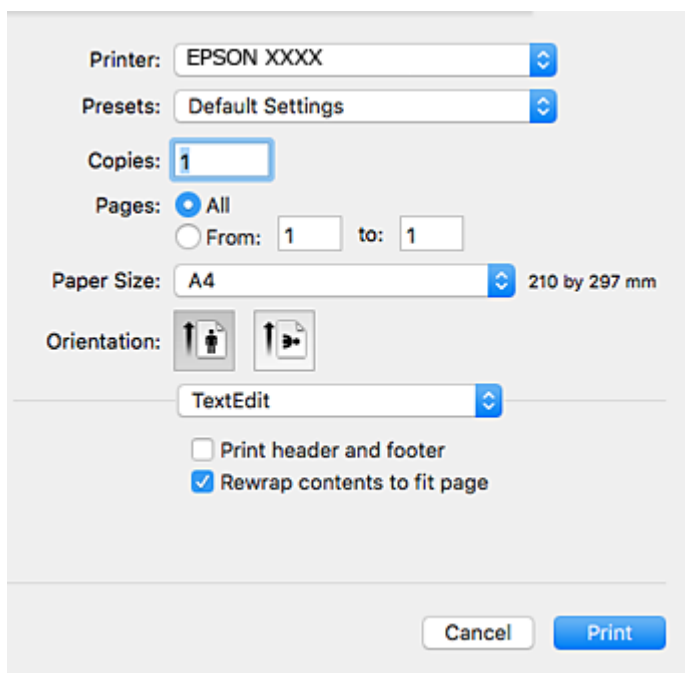 Printer: EPSON XXXX
Presets: Default Settings
Copies: 1
Pages: All
From: 1 to: 1
Paper Size: A4 210 by 297 mm
Orientation:
TextEdit
Print header and footer
Rewrap contents to fit page
Cancel Print